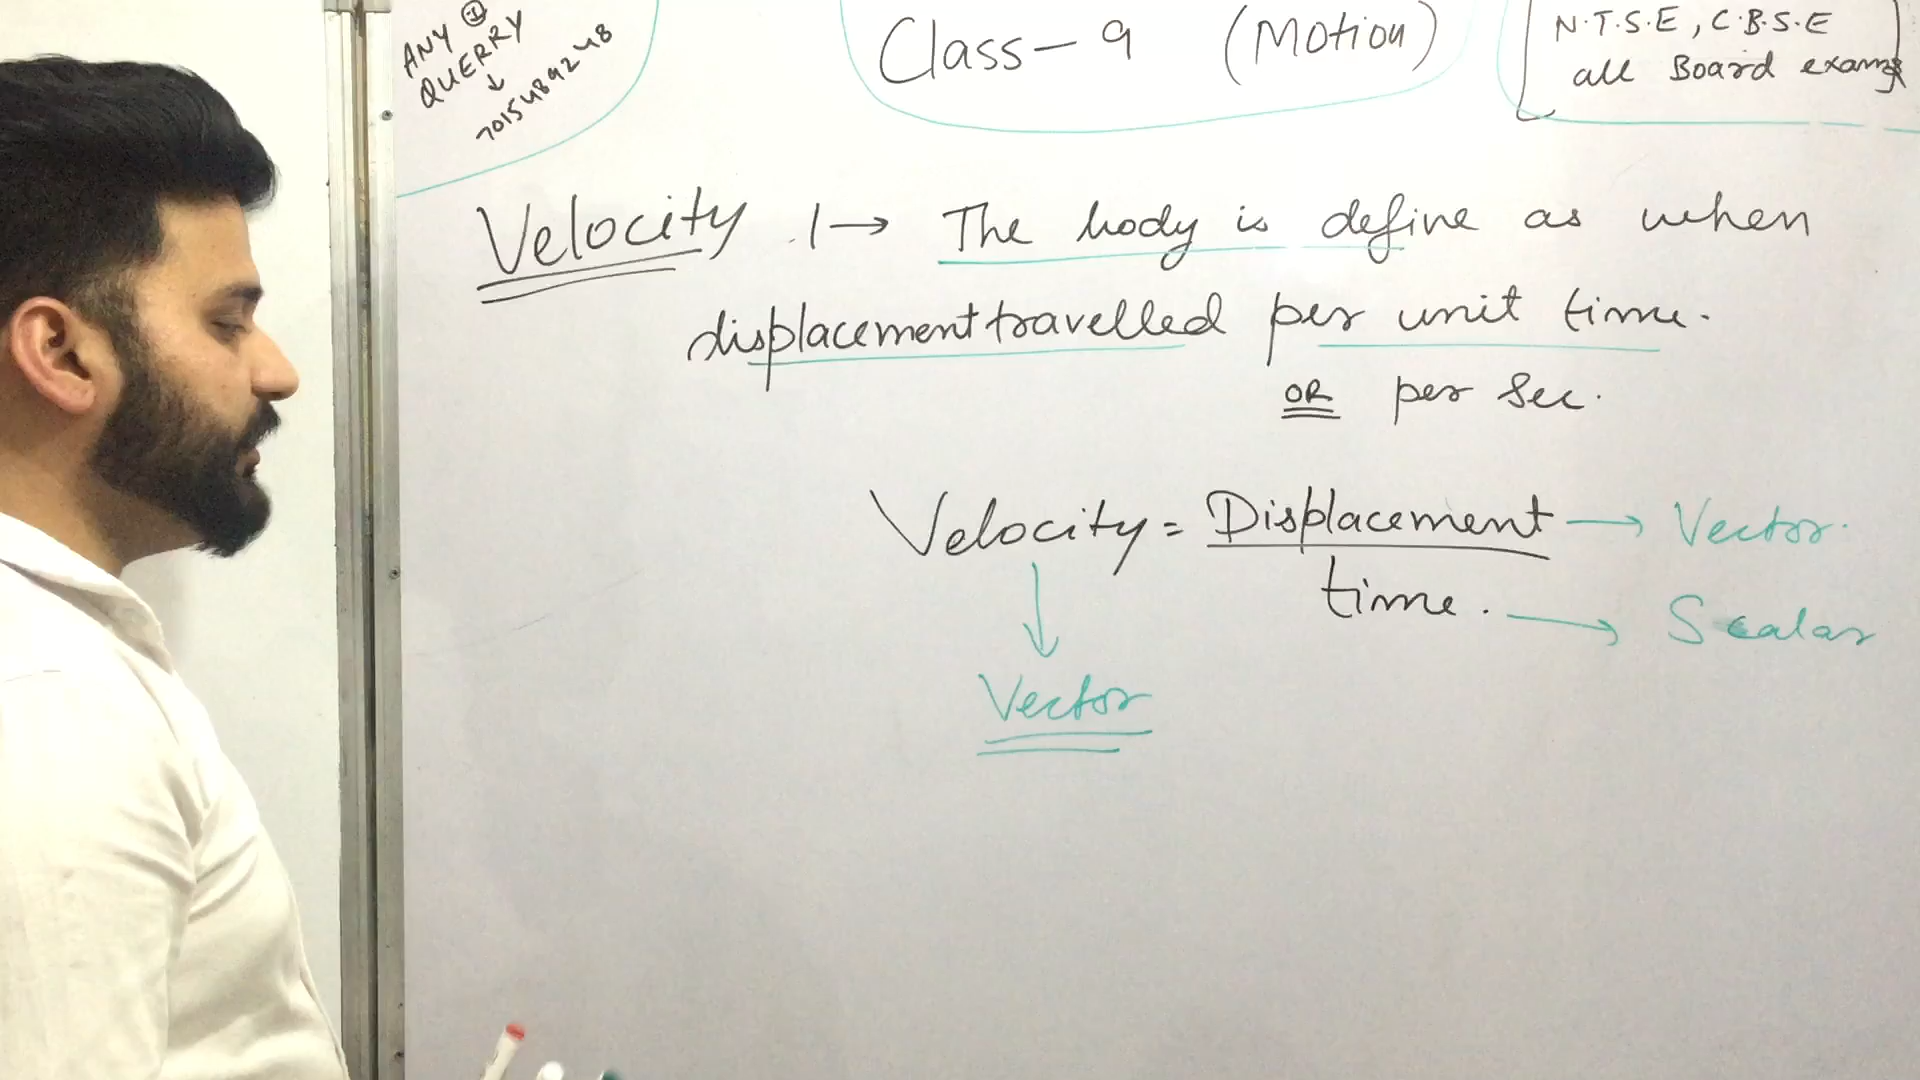 ANY
QUERRY
↓
7015489248
Class - 9 (Motion)
N.T.S.E, C.B.S.E
all Board exams
Velocity :→ The body is define as when
displacement travelled per unit time.
OR per sec.
Velocity = Displacement → Vector.
time. → Scalar
↓
Vector